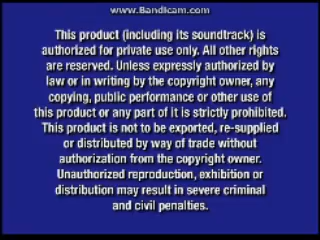 www.Bandicam.com
This product (including its soundtrack) is
authorized for private use only. All other rights
are reserved. Unless expressly authorized by
law or in writing by the copyright owner, any
copying, public performance or other use of
this product or any part of it is strictly prohibited.
This product is not to be exported, re-supplied
or distributed by way of trade without
authorization from the copyright owner.
Unauthorized reproduction, exhibition or
distribution may result in severe criminal
and civil penalties.